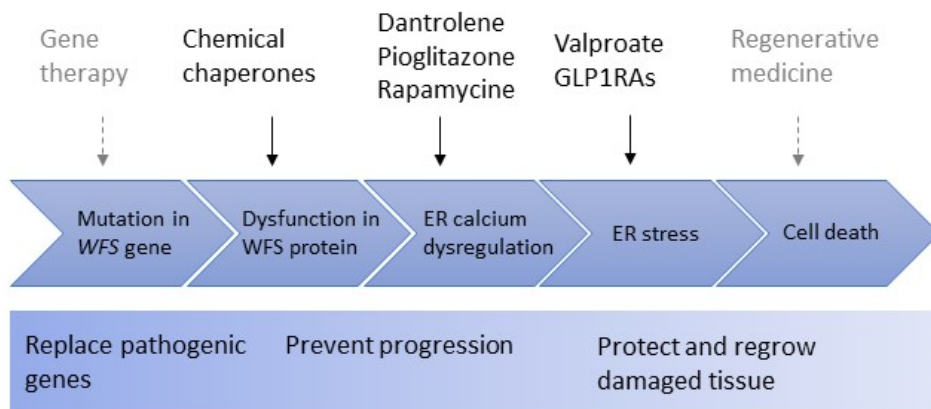 Gene
therapy
Chemical
chaperones
Dantrolene
Pioglitazone
Rapamycine
Valproate
GLP1RAs
Regenerative
medicine
Mutation in
WFS gene
Dysfunction in
WFS protein
ER calcium
dysregulation
ER stress
Cell death
Replace pathogenic
genes
Prevent progression
Protect and regrow
damaged tissue